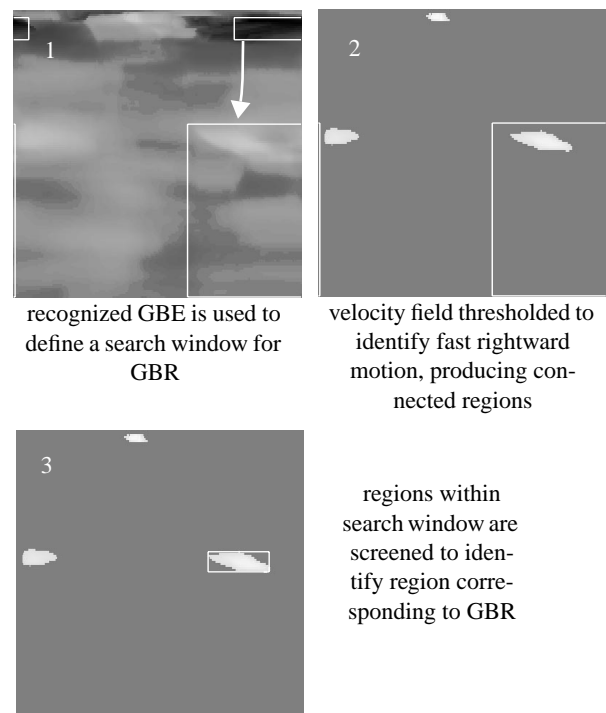 1
2
recognized GBE is used to
define a search window for
GBR
velocity field thresholded to
identify fast rightward
motion, producing con-
nected regions
3
regions within
search window are
screened to iden-
tify region corre-
sponding to GBR